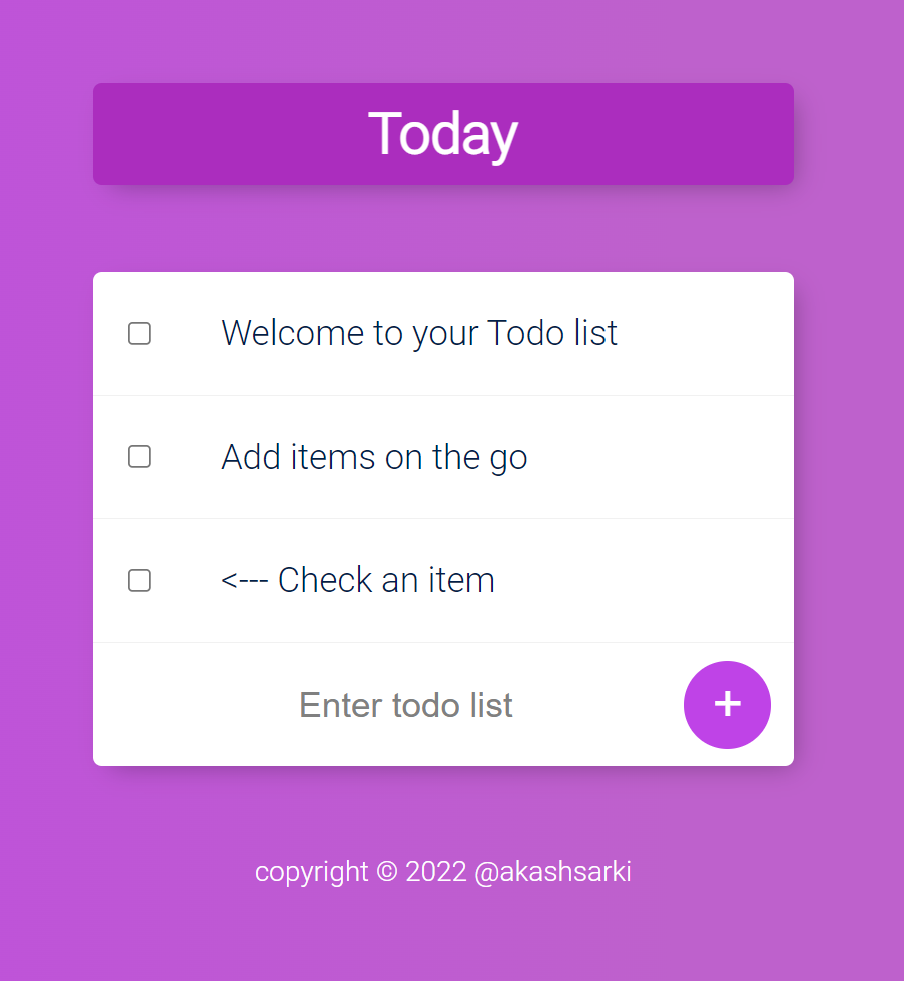 Today
Welcome to your Todo list
Add items on the go
<--- Check an item
Enter todo list
+
copyright © 2022 @akashsarki